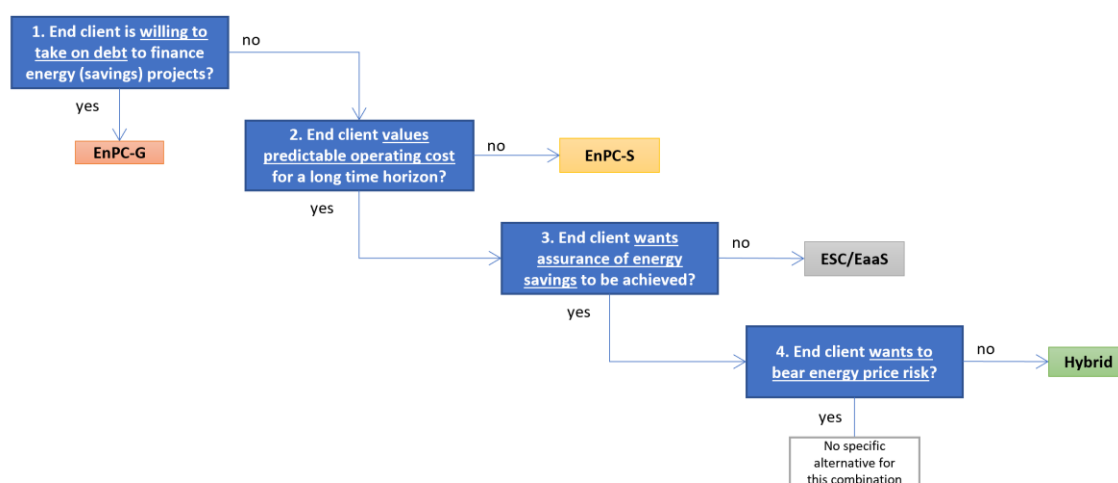 1. End client is willing to
take on debt to finance
energy (savings) projects?
no
yes
EnPC-G
2. End client values
predictable operating cost
for a long time horizon?
no
EnPC-S
yes
3. End client wants
assurance of energy
savings to be achieved?
no
ESC/EaaS
yes
4. End client wants to
bear energy price risk?
no
Hybrid
yes
No specific
alternative for
this combination